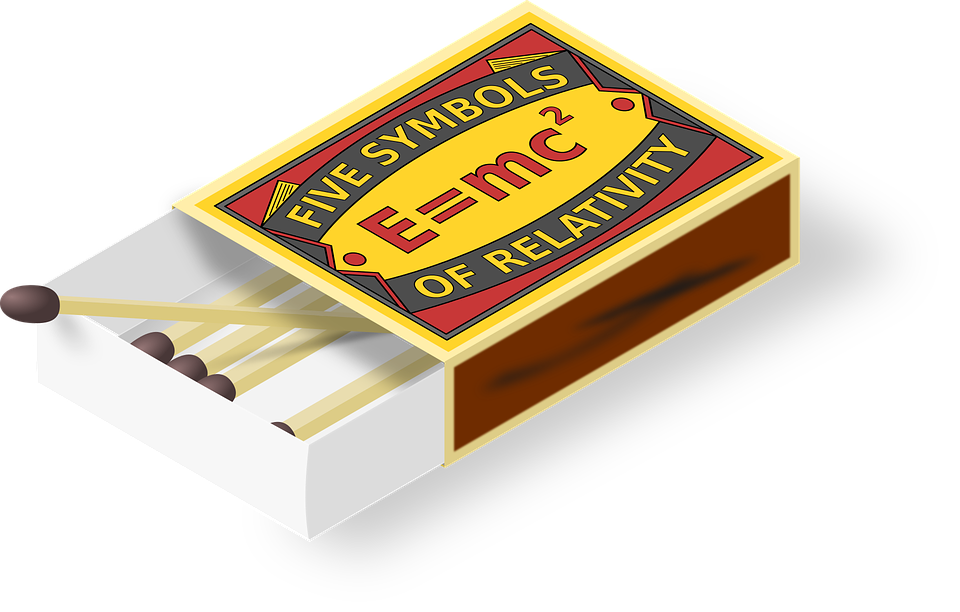 FIVE SYMBOLS
E=mc²
OF RELATIVITY